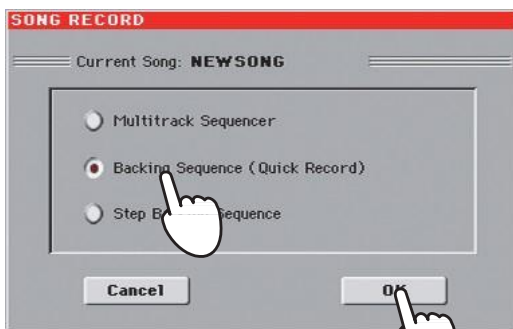 SONG RECORD
Current Song: NEWSONG
Multitrack Sequencer
Backing Sequence (Quick Record)
Step Sequence
Cancel
OK